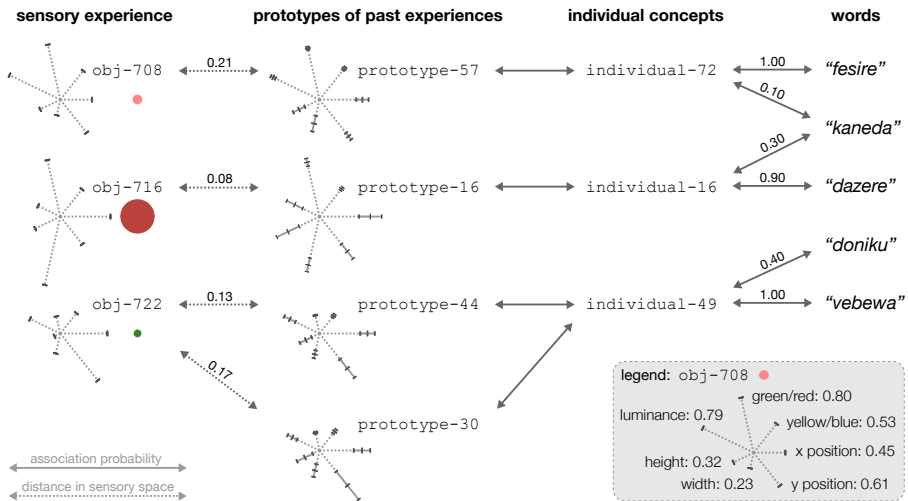 sensory experience prototypes of past experiences individual concepts words
obj-708 0.21 prototype-57 individual-72 1.00 “fesire”
0.10
“kaneda”
0.30
obj-716 0.08 prototype-16 individual-16 0.90 “dazere”
“doniku”
0.40
obj-722 0.13 prototype-44 individual-49 1.00 “vebewa”
0.17
prototype-30
legend: obj-708
green/red: 0.80
luminance: 0.79
yellow/blue: 0.53
x position: 0.45
height: 0.32
width: 0.23
y position: 0.61
association probability
distance in sensory space